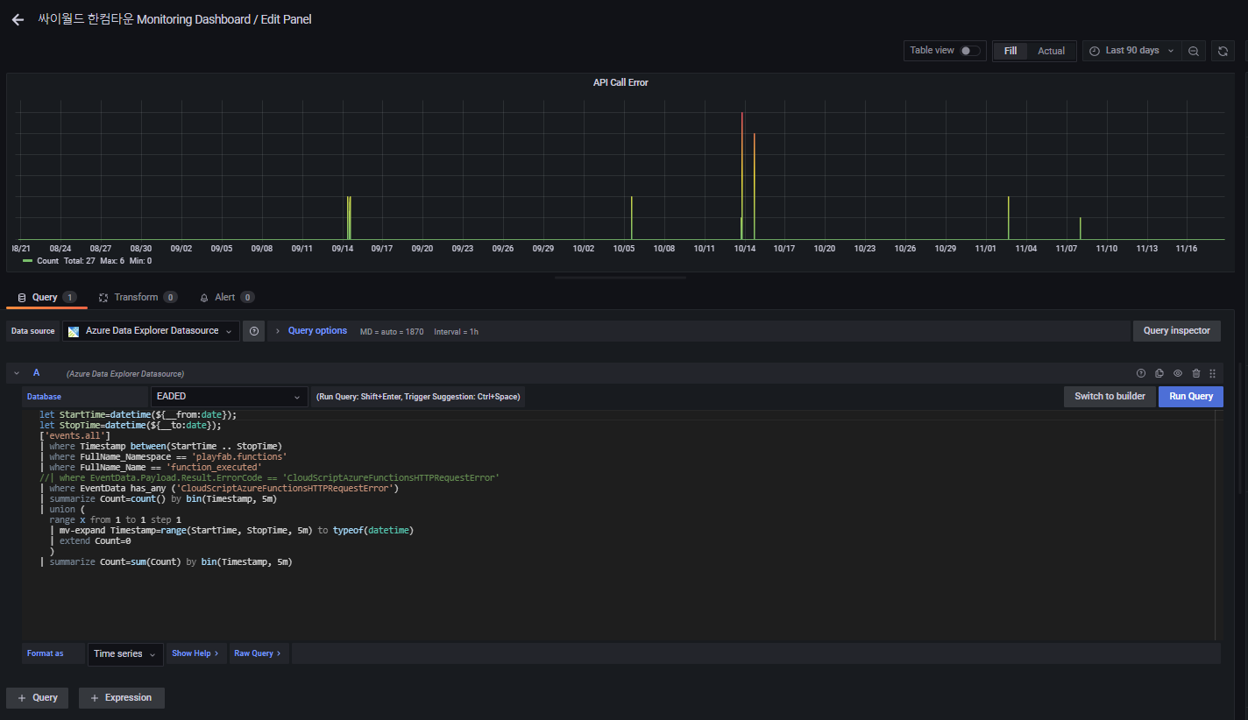 싸이월드 한컴타운 Monitoring Dashboard / Edit Panel
Table view Fill Actual Last 90 days
API Call Error
08/21 08/24 08/27 08/30 09/02 09/05 09/08 09/11 09/14 09/17 09/20 09/23 09/26 09/29 10/02 10/05 10/08 10/11 10/14 10/17 10/20 10/23 10/26 10/29 11/01 11/04 11/07 11/10 11/13 11/16
Count Total: 27 Max: 6 Min: 0
Query 1 Transform 0 Alert 0
Data source Azure Data Explorer Datasource Query options MD = auto = 1870 Interval = 1h Query inspector
A (Azure Data Explorer Datasource)
Database EADED (Run Query: Shift+Enter, Trigger Suggestion: Ctrl+Space) Switch to builder Run Query
let StartTime=datetime(${__from:date});
let StopTime=datetime(${__to:date});
['events.all']
| where Timestamp between(StartTime .. StopTime)
| where FullName_Namespace == 'playfab.functions'
| where FullName_Name == 'function_executed'
//| where EventData.Payload.Result.ErrorCode == 'CloudScriptAzureFunctionsHTTPRequestError'
| where EventData has_any ('CloudScriptAzureFunctionsHTTPRequestError')
| summarize Count=count() by bin(Timestamp, 5m)
| union (
range x from 1 to 1 step 1
| mv-expand Timestamp=range(StartTime, StopTime, 5m) to typeof(datetime)
| extend Count=0
)
| summarize Count=sum(Count) by bin(Timestamp, 5m)
Format as Time series Show Help > Raw Query >
+ Query + Expression